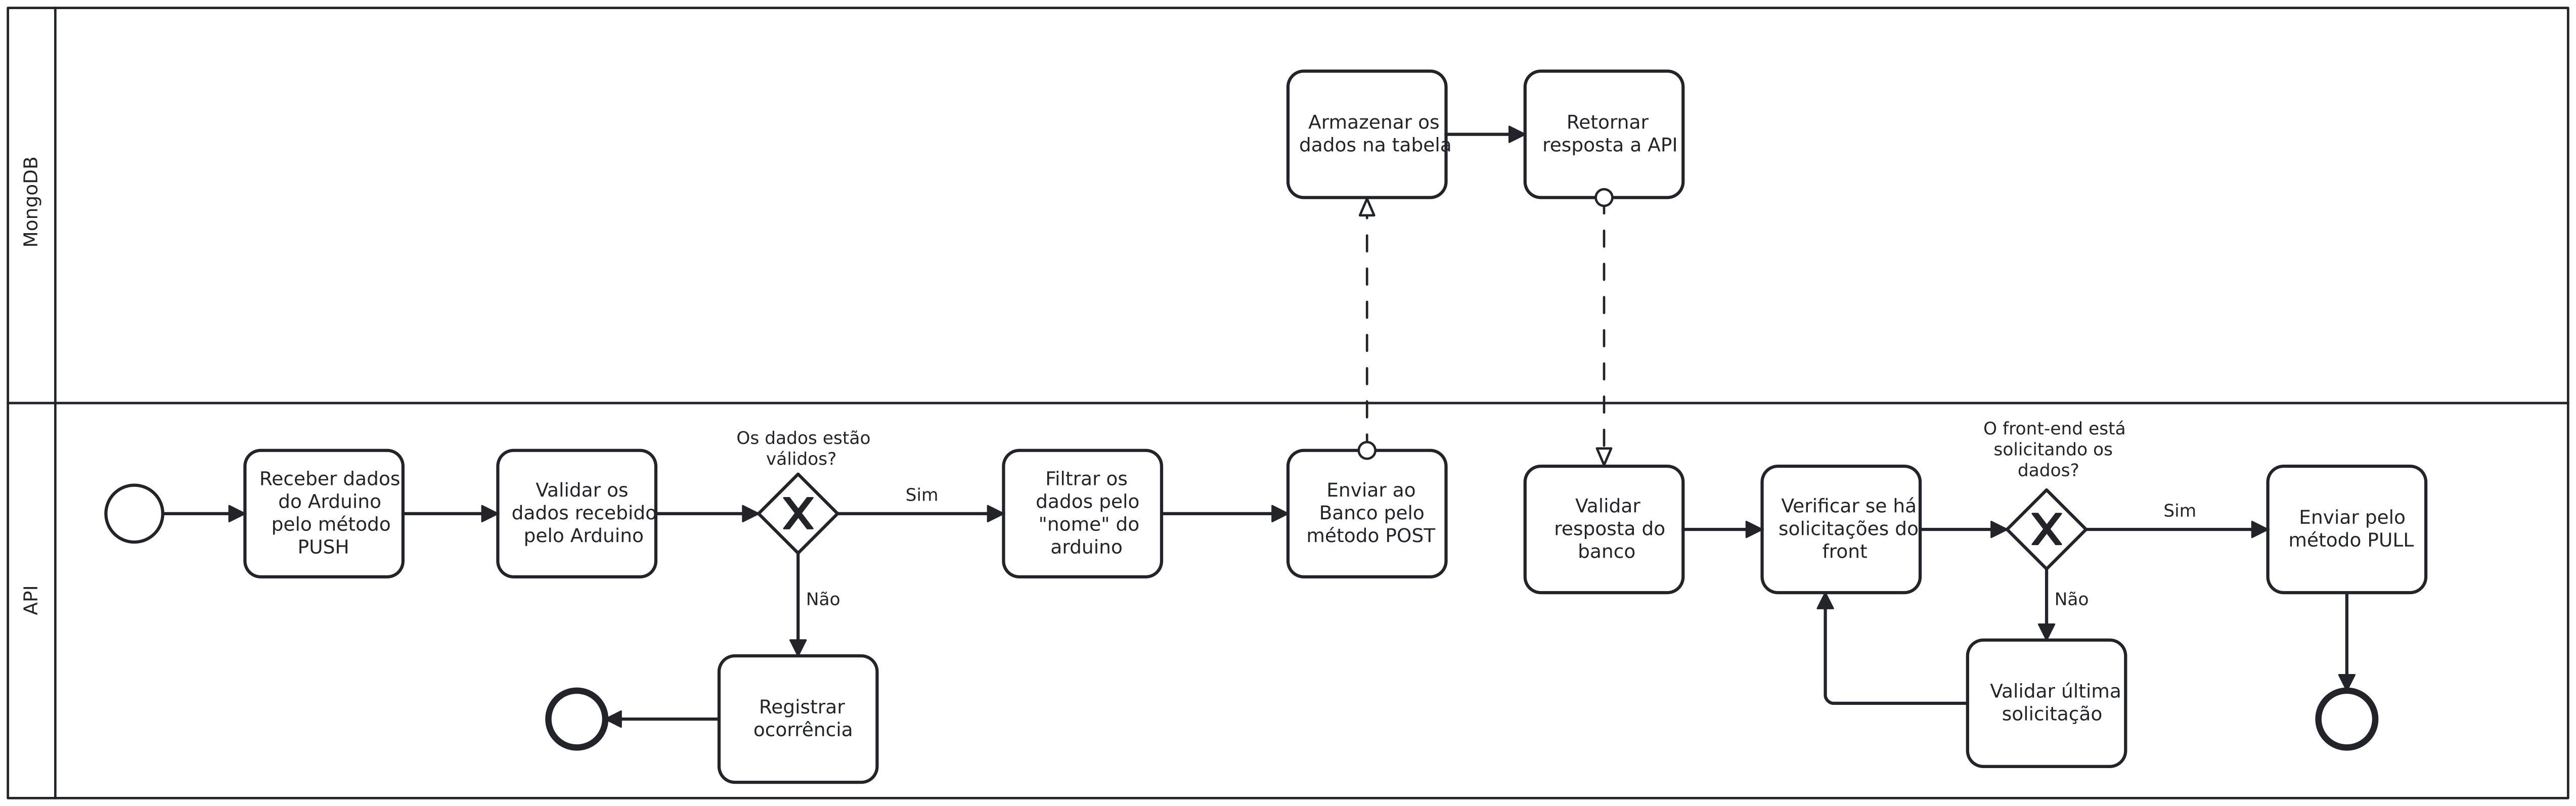 MongoDB
Armazenar os
dados na tabela
Retornar
resposta a API
API
Receber dados
do Arduino
pelo método
PUSH
Validar os
dados recebido
pelo Arduino
Os dados estão
válidos?
Sim
Não
Registrar
ocorrência
Filtrar os
dados pelo
"nome" do
arduino
Enviar ao
Banco pelo
método POST
Validar
resposta do
banco
Verificar se há
solicitações do
front
O front-end está
solicitando os
dados?
Sim
Não
Validar última
solicitação
Enviar pelo
método PULL